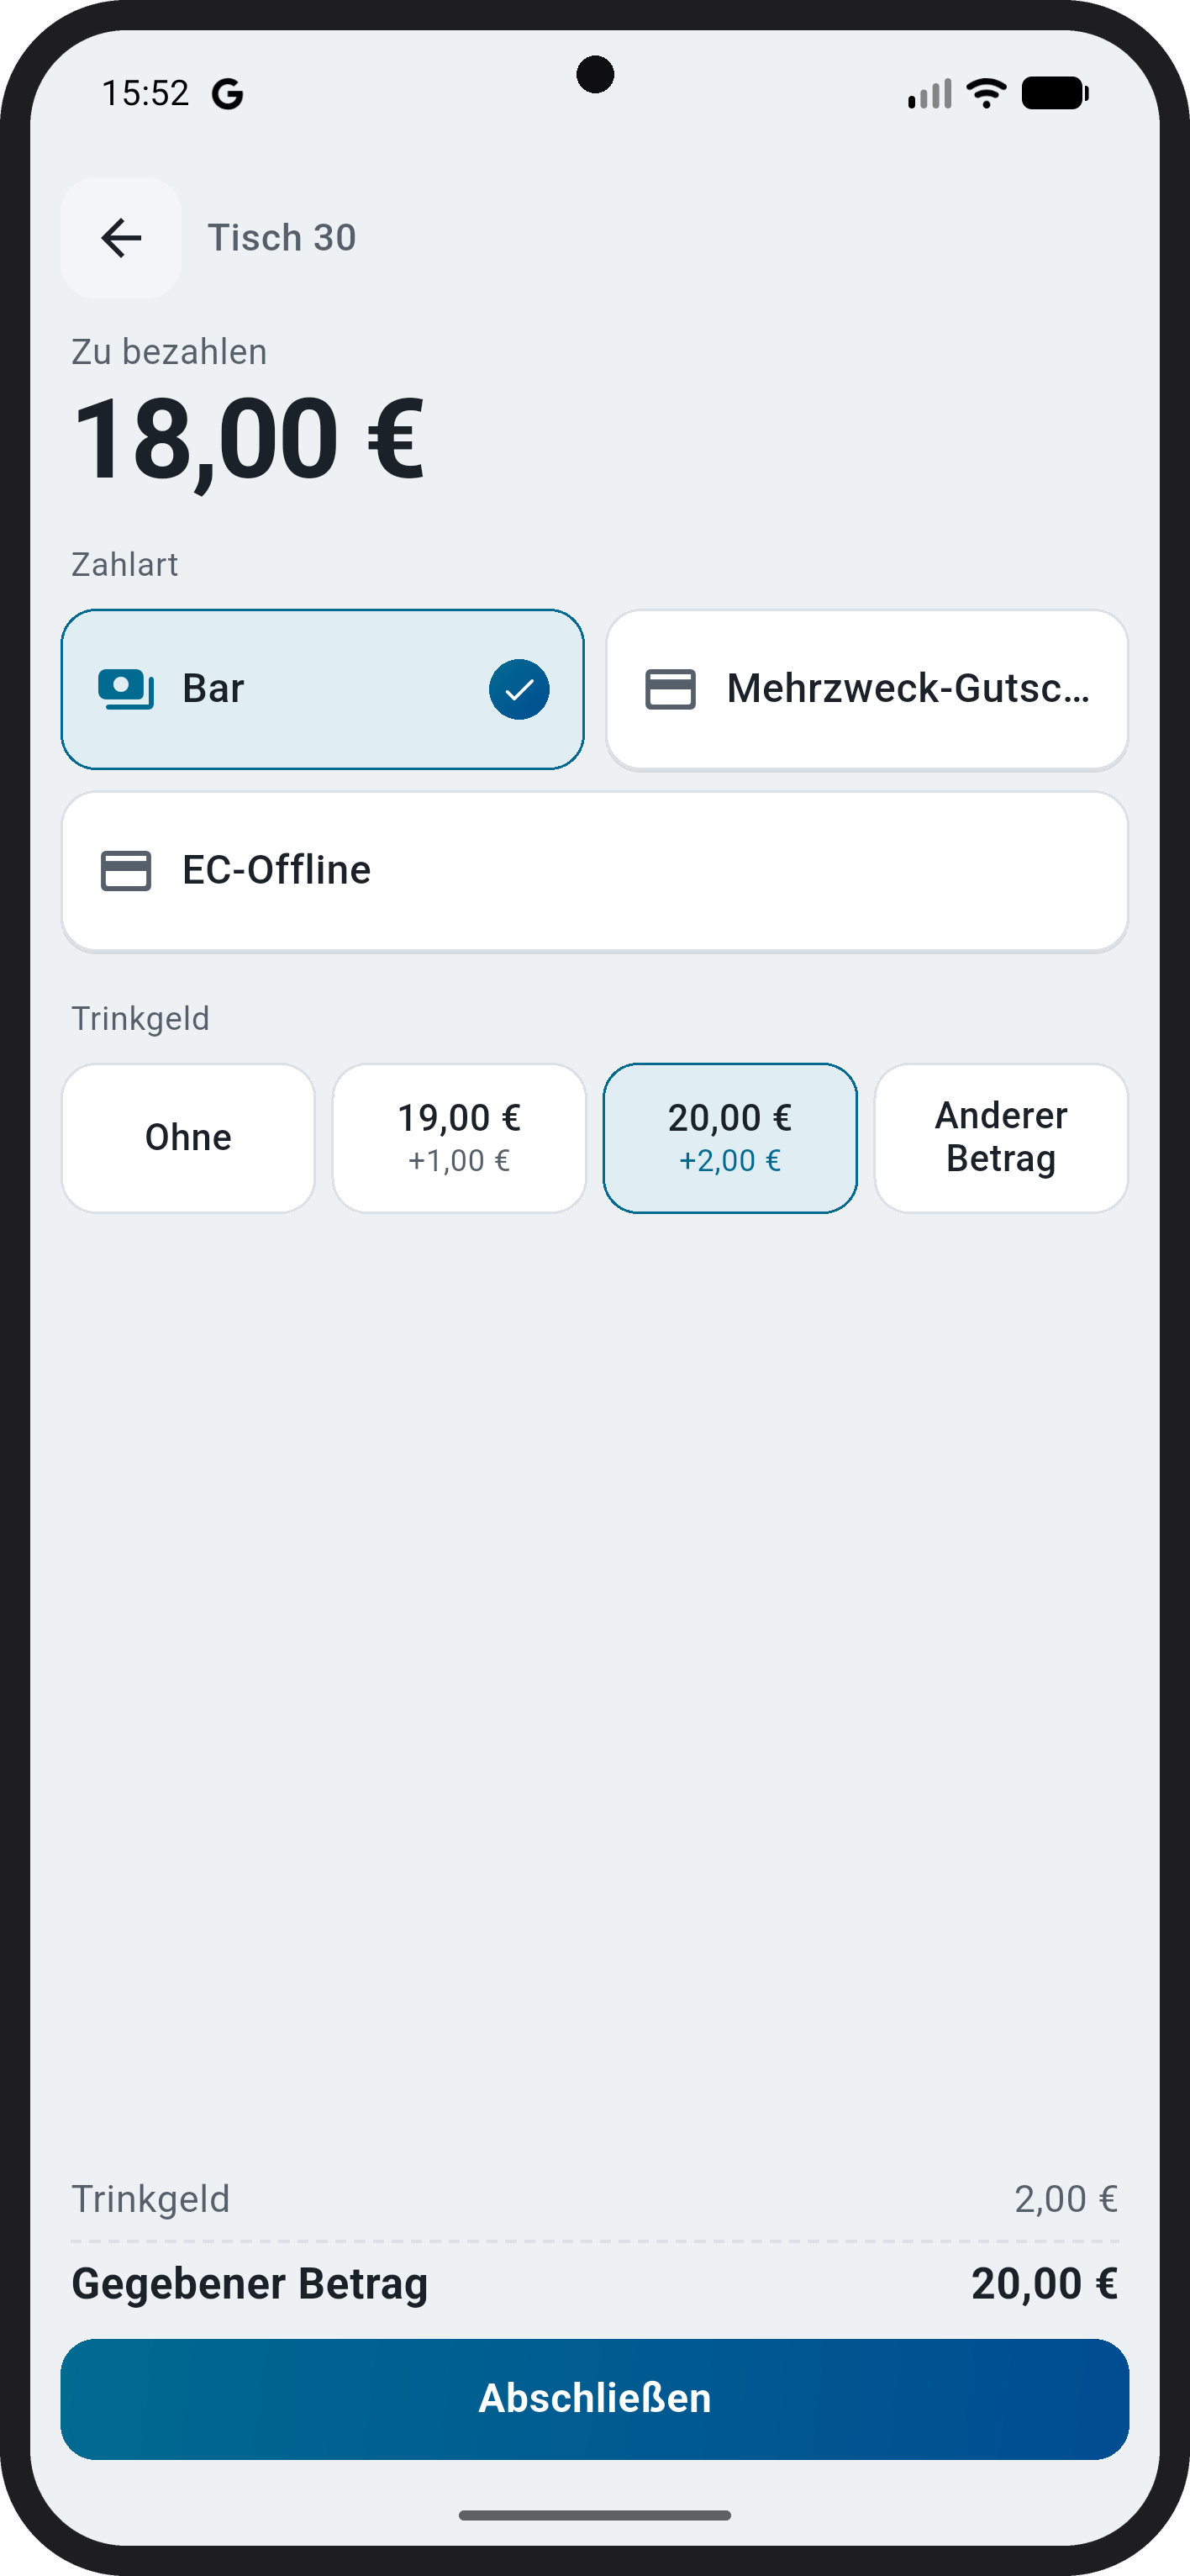 15:52 G
Tisch 30
Zu bezahlen
18,00 €
Zahlart
Bar
Mehrzweck-Gutsc…
EC-Offline
Trinkgeld
Ohne
19,00 €
+1,00 €
20,00 €
+2,00 €
Anderer
Betrag
Trinkgeld 2,00 €
Gegebener Betrag 20,00 €
Abschließen